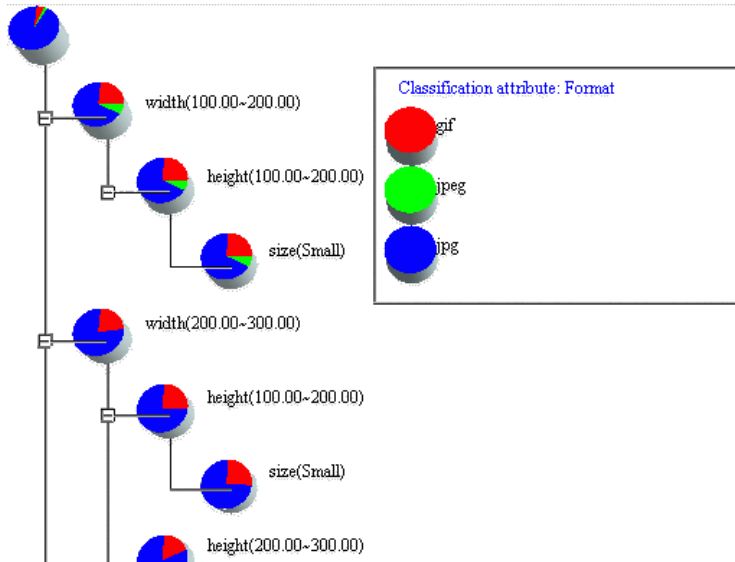 width(100.00~200.00)
height(100.00~200.00)
size(Small)
width(200.00~300.00)
height(100.00~200.00)
size(Small)
height(200.00~300.00)
Classification attribute: Format
gif
jpeg
jpg